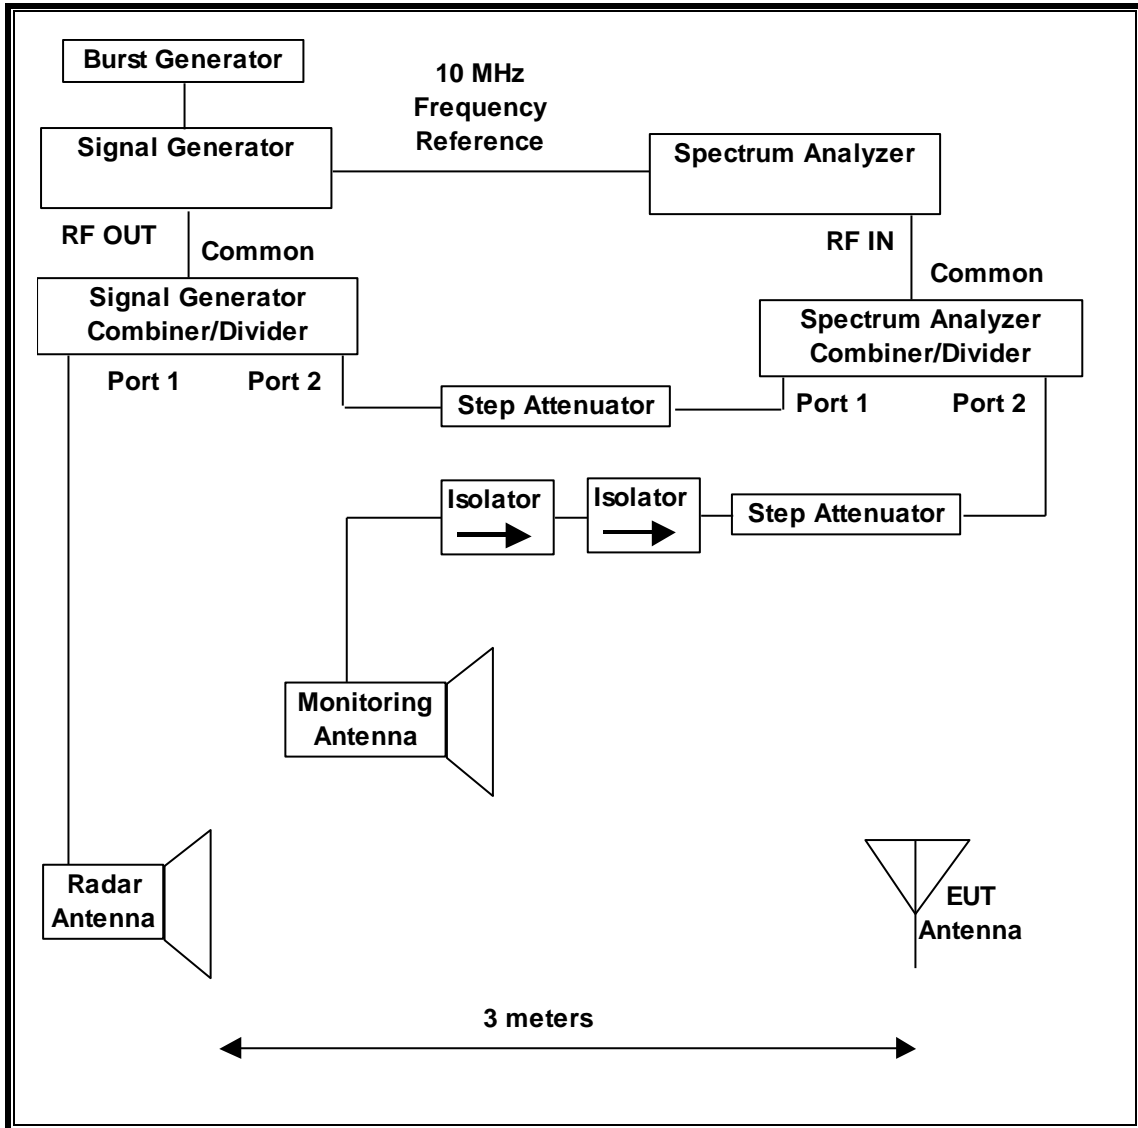 Burst Generator
10 MHz
Frequency
Reference
Signal Generator
Spectrum Analyzer
RF OUT
Common
RF IN
Common
Signal Generator
Combiner/Divider
Spectrum Analyzer
Combiner/Divider
Port 1
Port 2
Step Attenuator
Port 1
Port 2
Isolator
Isolator
Step Attenuator
Monitoring
Antenna
Radar
Antenna
EUT
Antenna
3 meters